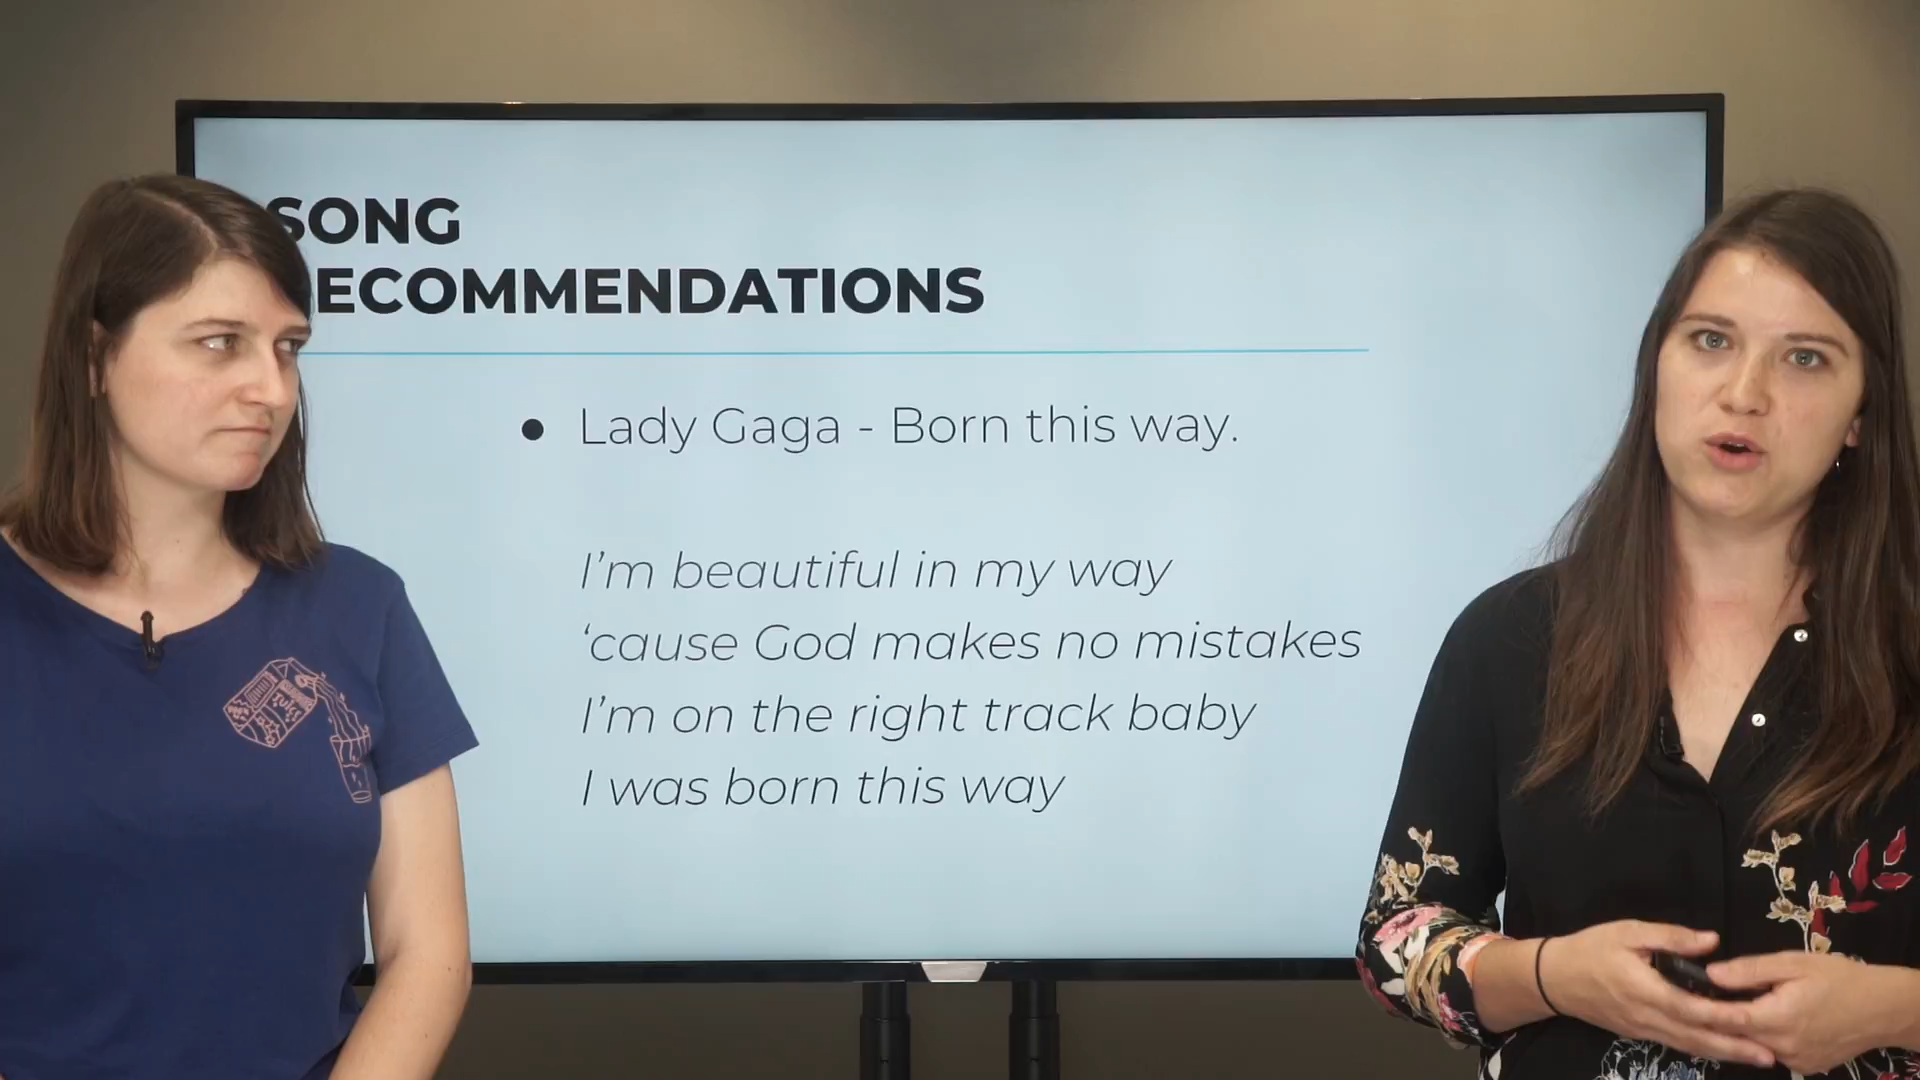 SONG
ECOMMENDATIONS
● Lady Gaga - Born this way.
I'm beautiful in my way
‘cause God makes no mistakes
I'm on the right track baby
I was born this way
JUICE